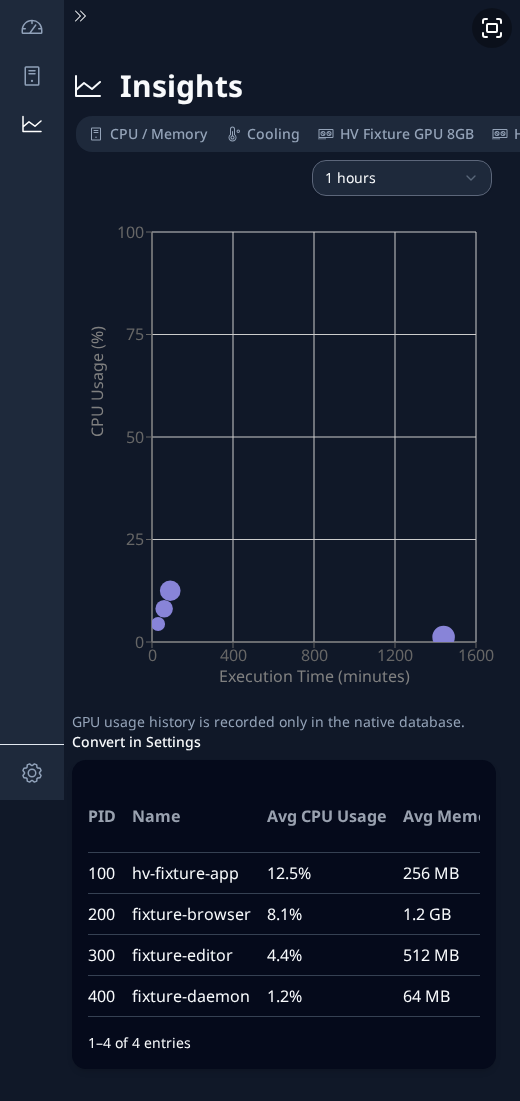 Insights
CPU / Memory Cooling HV Fixture GPU 8GB H
1 hours
100
75
50
25
0
CPU Usage (%)
0 400 800 1200 1600
Execution Time (minutes)
GPU usage history is recorded only in the native database.
Convert in Settings
PID Name Avg CPU Usage Avg Mem
100 hv-fixture-app 12.5% 256 MB
200 fixture-browser 8.1% 1.2 GB
300 fixture-editor 4.4% 512 MB
400 fixture-daemon 1.2% 64 MB
1–4 of 4 entries